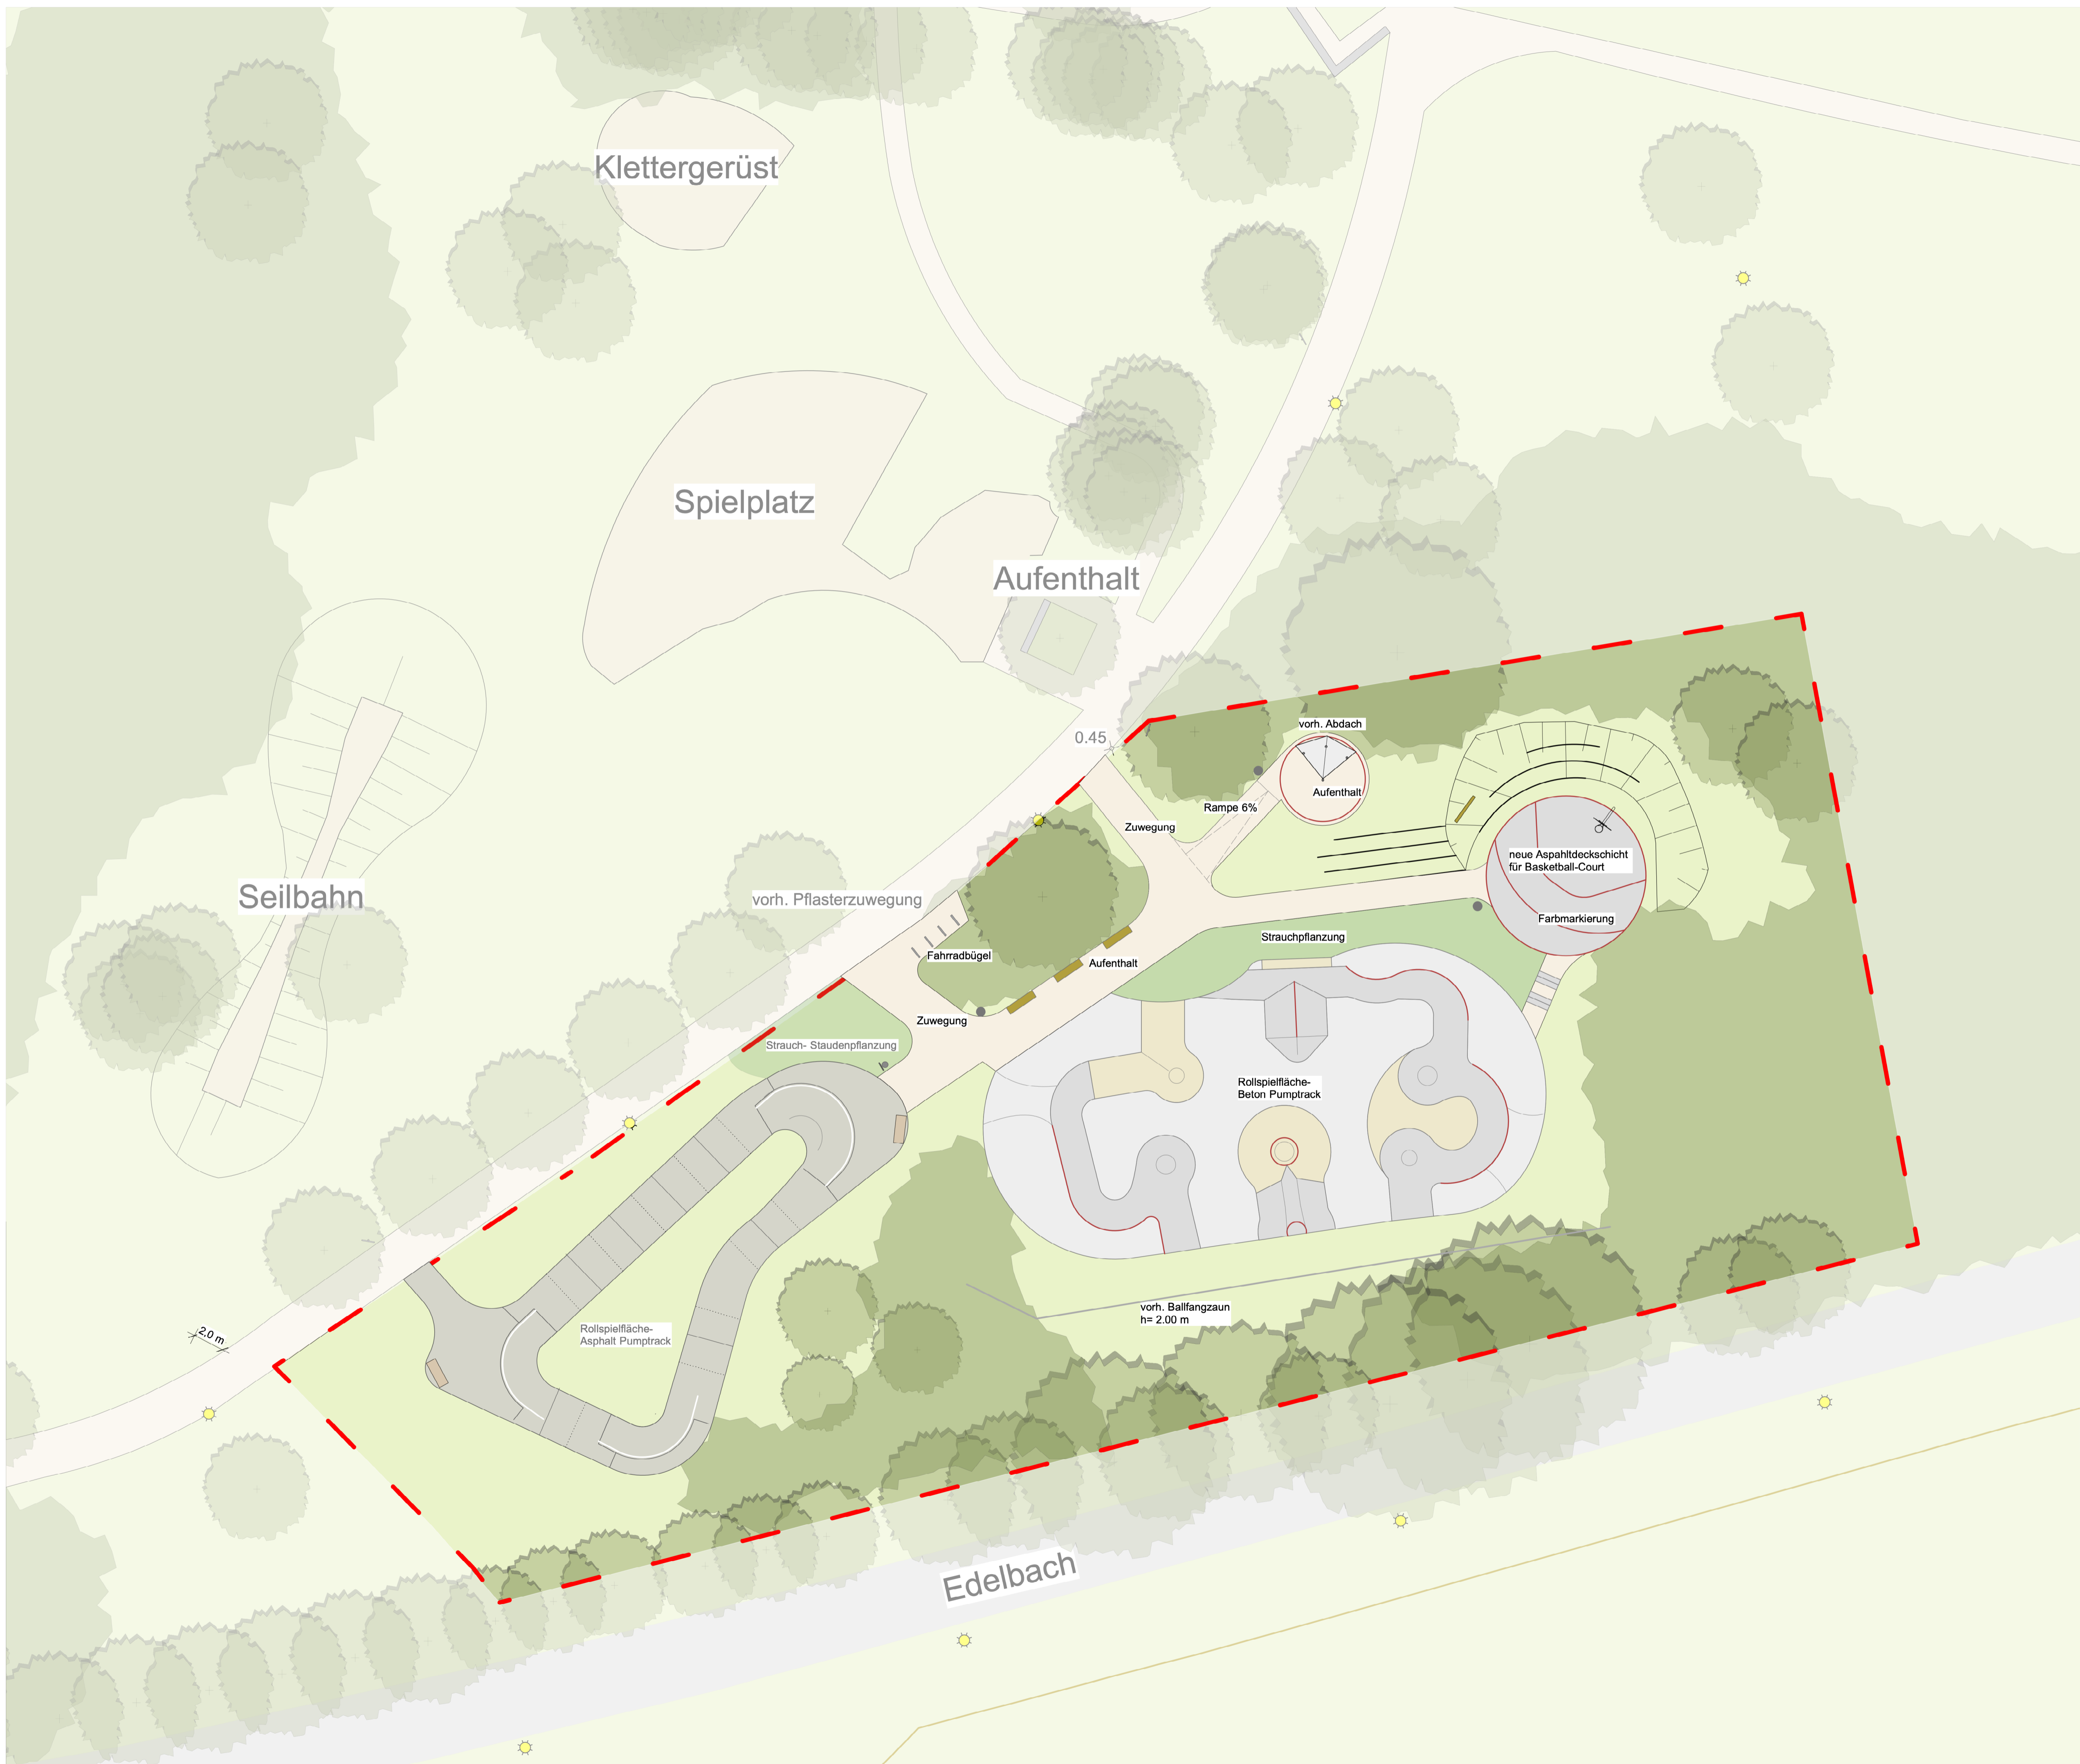 Klettergerüst
Spielplatz
Aufenthalt
vorh. Abdach
0.45
Aufenthalt
Rampe 6%
Zuwegung
neue Aspahltdeckschicht
für Basketball-Court
Seilbahn
vorh. Pflasterzuwegung
Farbmarkierung
Strauchpflanzung
Fahrradbügel
Aufenthalt
Zuwegung
Strauch- Staudenpflanzung
Rollspielfläche-
Beton Pumptrack
vorh. Ballfangzaun
h= 2.00 m
2.0 m
Rollspielfläche-
Asphalt Pumptrack
Edelbach